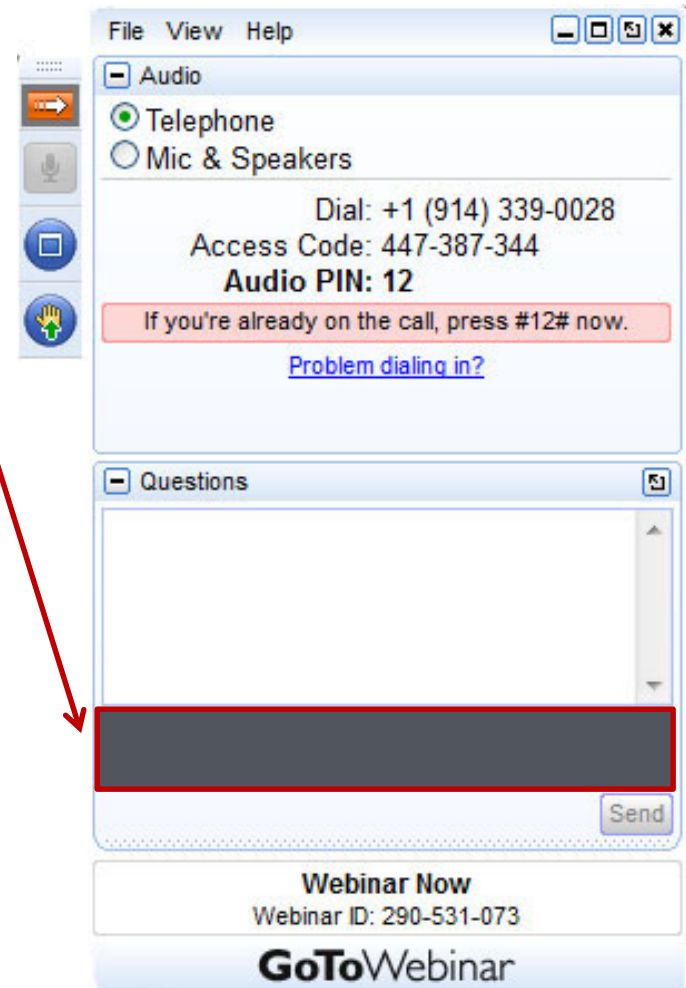 File View Help
Audio
Telephone
Mic & Speakers
Dial: +1 (914) 339-0028
Access Code: 447-387-344
Audio PIN: 12
If you're already on the call, press #12# now.
Problem dialing in?
Questions
Send
Webinar Now
Webinar ID: 290-531-073
GoToWebinar